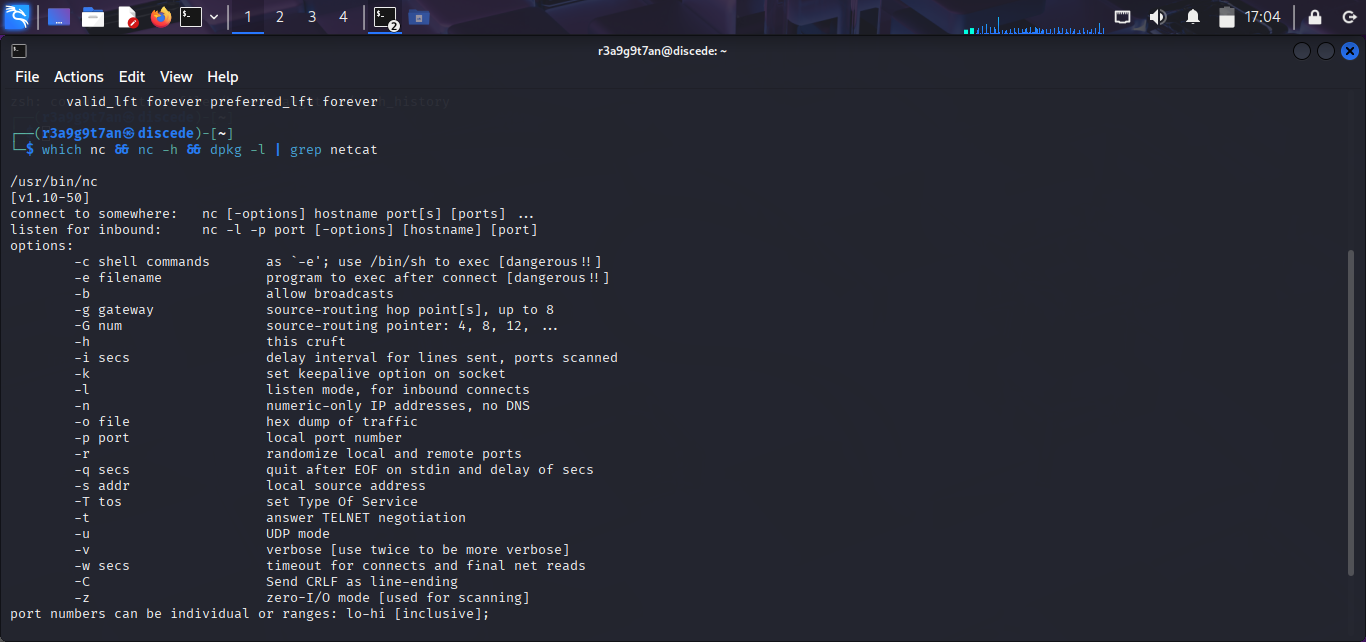 1 2 3 4 2 17:04
r3a9g9t7an@discede: ~
File Actions Edit View Help
valid_lft forever preferred_lft forever
┌──(r3a9g9t7an㉿discede)-[~]
└─$ which nc && nc -h && dpkg -l | grep netcat
/usr/bin/nc
[v1.10-50]
connect to somewhere:   nc [-options] hostname port[s] [ports] ...
listen for inbound:     nc -l -p port [-options] [hostname] [port]
options:
        -c shell commands       as `-e'; use /bin/sh to exec [dangerous!!]
        -e filename             program to exec after connect [dangerous!!]
        -b                      allow broadcasts
        -g gateway              source-routing hop point[s], up to 8
        -G num                  source-routing pointer: 4, 8, 12, ...
        -h                      this cruft
        -i secs                 delay interval for lines sent, ports scanned
        -k                      set keepalive option on socket
        -l                      listen mode, for inbound connects
        -n                      numeric-only IP addresses, no DNS
        -o file                 hex dump of traffic
        -p port                 local port number
        -r                      randomize local and remote ports
        -q secs                 quit after EOF on stdin and delay of secs
        -s addr                 local source address
        -T tos                  set Type Of Service
        -t                      answer TELNET negotiation
        -u                      UDP mode
        -v                      verbose [use twice to be more verbose]
        -w secs                 timeout for connects and final net reads
        -C                      Send CRLF as line-ending
        -z                      zero-I/O mode [used for scanning]
port numbers can be individual or ranges: lo-hi [inclusive];